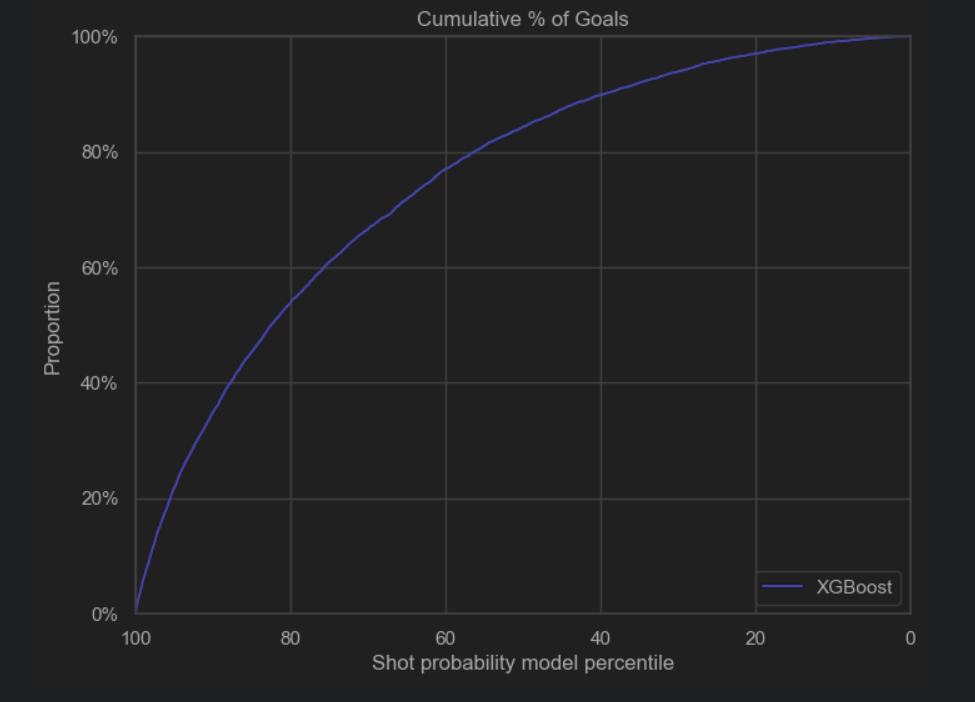 Cumulative % of Goals
100%
80%
60%
40%
20%
0%
Proportion
100 80 60 40 20 0
Shot probability model percentile
XGBoost